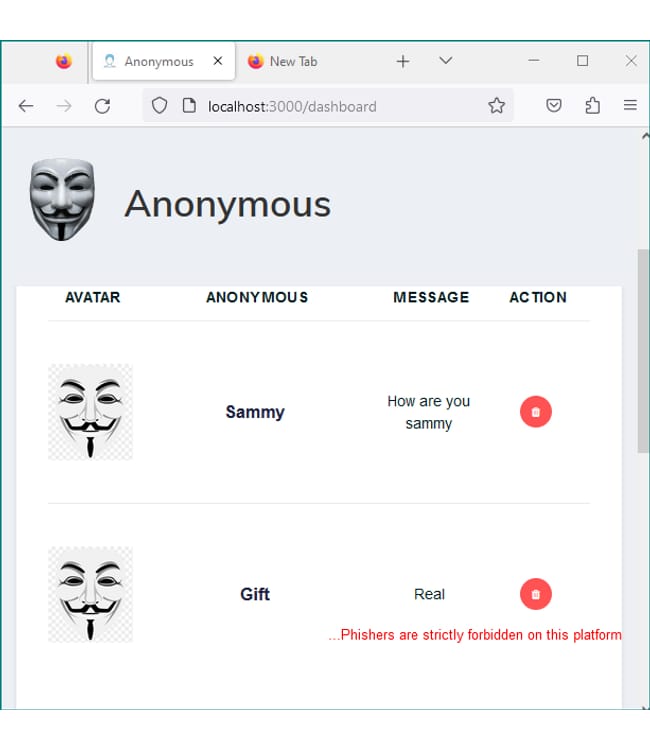 Anonymous
New Tab
localhost:3000/dashboard
Anonymous
AVATAR ANONYMOUS MESSAGE ACTION
Sammy
How are you
sammy
Gift
Real
...Phishers are strictly forbidden on this platform